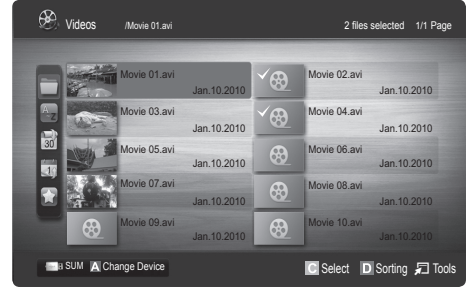 Videos /Movie 01.avi 2 files selected 1/1 Page
Movie 01.avi
Jan.10.2010
Movie 02.avi
Jan.10.2010
A Z
Movie 03.avi
Jan.10.2010
Movie 04.avi
Jan.10.2010
30
Movie 05.avi
Jan.10.2010
Movie 06.avi
Jan.10.2010
1
Movie 07.avi
Jan.10.2010
Movie 08.avi
Jan.10.2010
Movie 09.avi
Jan.10.2010
Movie 10.avi
Jan.10.2010
SUM A Change Device C Select D Sorting Tools